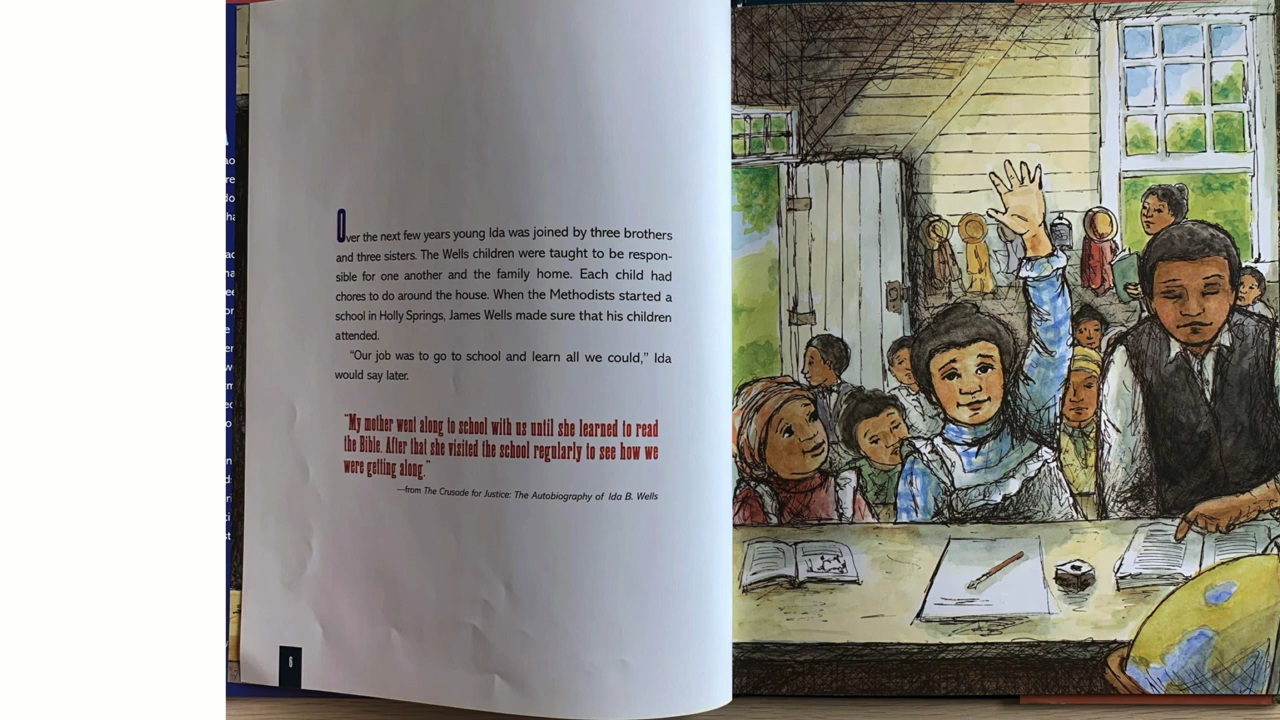 Over the next few years young Ida was joined by three brothers
and three sisters. The Wells children were taught to be respon-
sible for one another and the family home. Each child had
chores to do around the house. When the Methodists started a
school in Holly Springs, James Wells made sure that his children
attended.
"Our job was to go to school and learn all we could," Ida
would say later.
"My mother went along to school with us until she learned to read
the Bible. After that she visited the school regularly to see how we
were getting along."
—from The Crusade for Justice: The Autobiography of Ida B. Wells
6